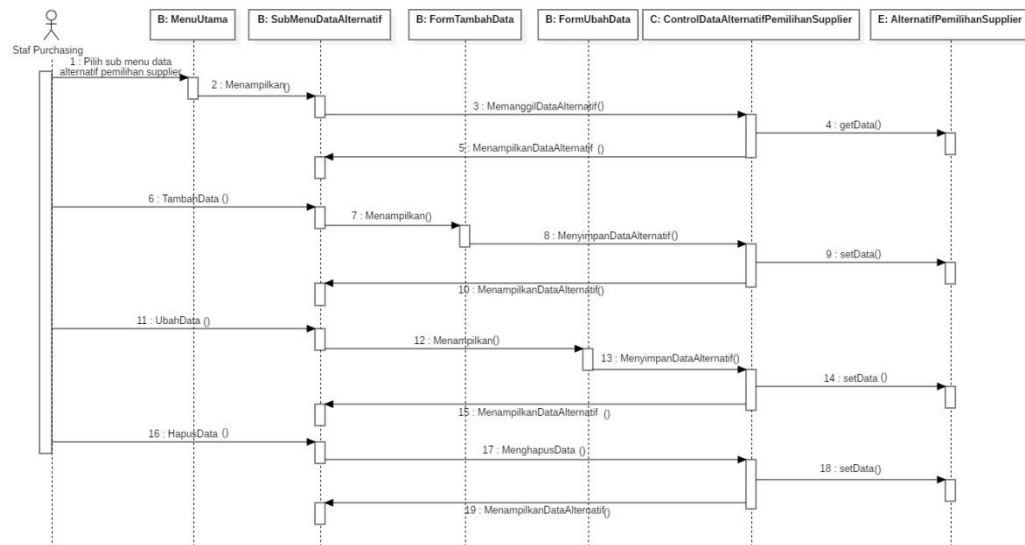 B: MenuUtama
B: SubMenuDataAlternatif
B: FormTambahData
B: FormUbahData
C: ControlDataAlternatifPemilihanSupplier
E: AlternatifPemilihanSupplier
Staf Purchasing
1 : Pilih sub menu data
alternatif pemilihan supplier
2 : Menampilkan()
3 : MemanggilDataAlternatif()
4 : getData()
5 : MenampilkanDataAlternatif ()
6 : TambahData ()
7 : Menampilkan()
8 : MenyimpanDataAlternatif()
9 : setData()
10 : MenampilkanDataAlternatif()
11 : UbahData ()
12 : Menampilkan()
13 : MenyimpanDataAlternatif()
14 : setData ()
15 : MenampilkanDataAlternatif ()
16 : HapusData ()
17 : MenghapusData ()
18 : setData()
19 : MenampilkanDataAlternatif()